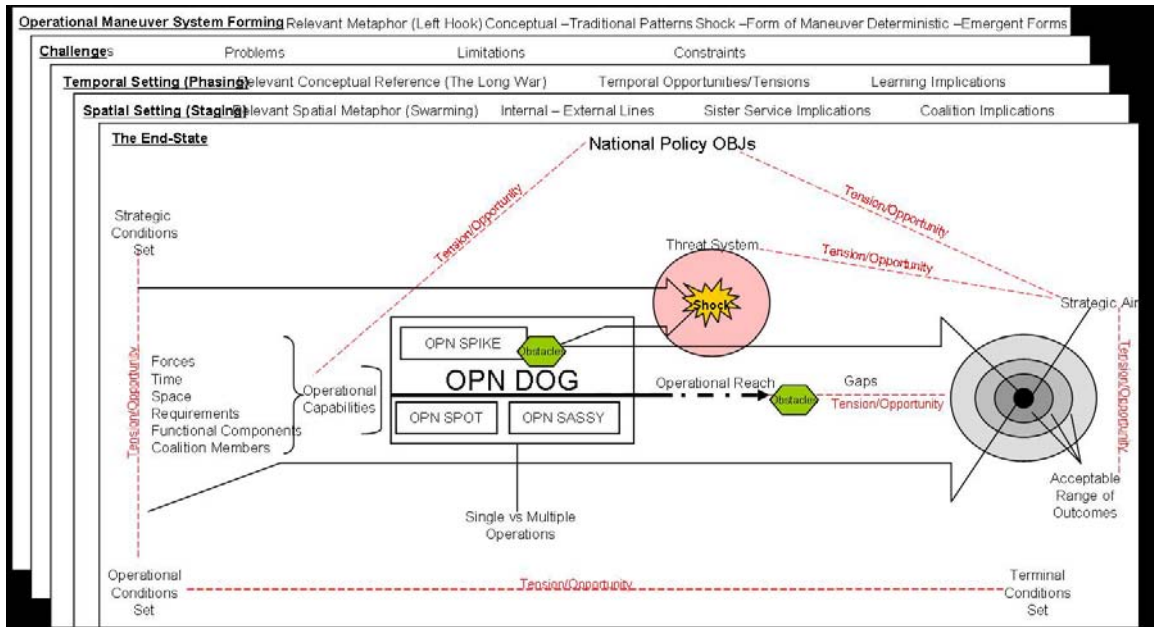 Operational Maneuver System Forming Relevant Metaphor (Left Hook) Conceptual –Traditional Patterns Shock –Form of Maneuver Deterministic –Emergent Forms
Challenges Problems Limitations Constraints
Temporal Setting (Phasing) Relevant Conceptual Reference (The Long War) Temporal Opportunities/Tensions Learning Implications
Spatial Setting (Staging) Relevant Spatial Metaphor (Swarming) Internal – External Lines Sister Service Implications Coalition Implications
The End-State
National Policy OBJs
Tension/Opportunity
Tension/Opportunity
Strategic
Conditions
Set
Threat System
Tension/Opportunity
Shock
Strategic Aim
OPN SPIKE
Obstacles
Forces
Time
Space
Requirements
Functional Components
Coalition Members
Tension/Opportunity
Operational
Capabilities
OPN DOG
OPN SPOT
OPN SASSY
Operational Reach
Obstacles
Gaps
Tension/Opportunity
Tension/Opportunity
Acceptable
Range of
Outcomes
Single vs Multiple
Operations
Operational
Conditions
Set
Tension/Opportunity
Terminal
Conditions
Set